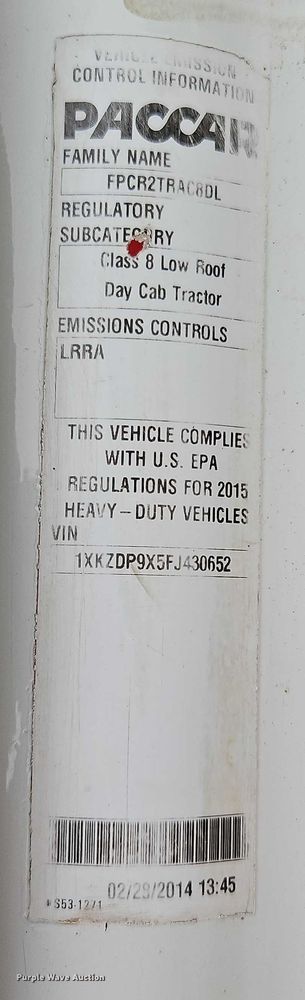 VEHICLE EMISSION
CONTROL INFORMATION
PACCAR
FAMILY NAME
FPCR2TRAC8DL
REGULATORY
SUBCATEGORY
Class 8 Low Roof
Day Cab Tractor
EMISSIONS CONTROLS
LRRA
THIS VEHICLE COMPLIES
WITH U.S. EPA
REGULATIONS FOR 2015
HEAVY-DUTY VEHICLES
VIN
1XKZDP9X5FJ430652
02/28/2014 13:45
S53-1271
Purple Wave Auction